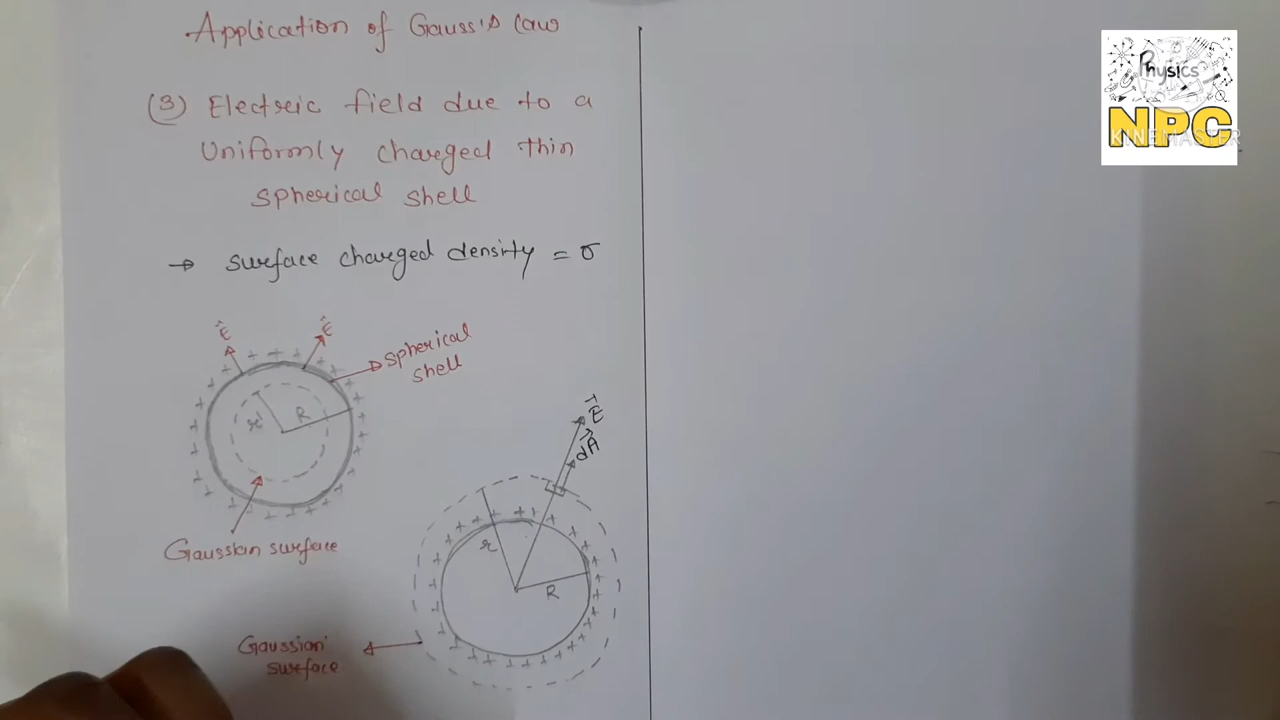 Application of Gauss's law
(3) Electric field due to a
Uniformly charged thin
spherical shell
→ surface charged density = σ
Ê
Ê
spherical
shell
r'
R
Gaussian surface
E⃗
dA⃗
r
R
Gaussian
surface
Physics
NPC
KINEMASTER